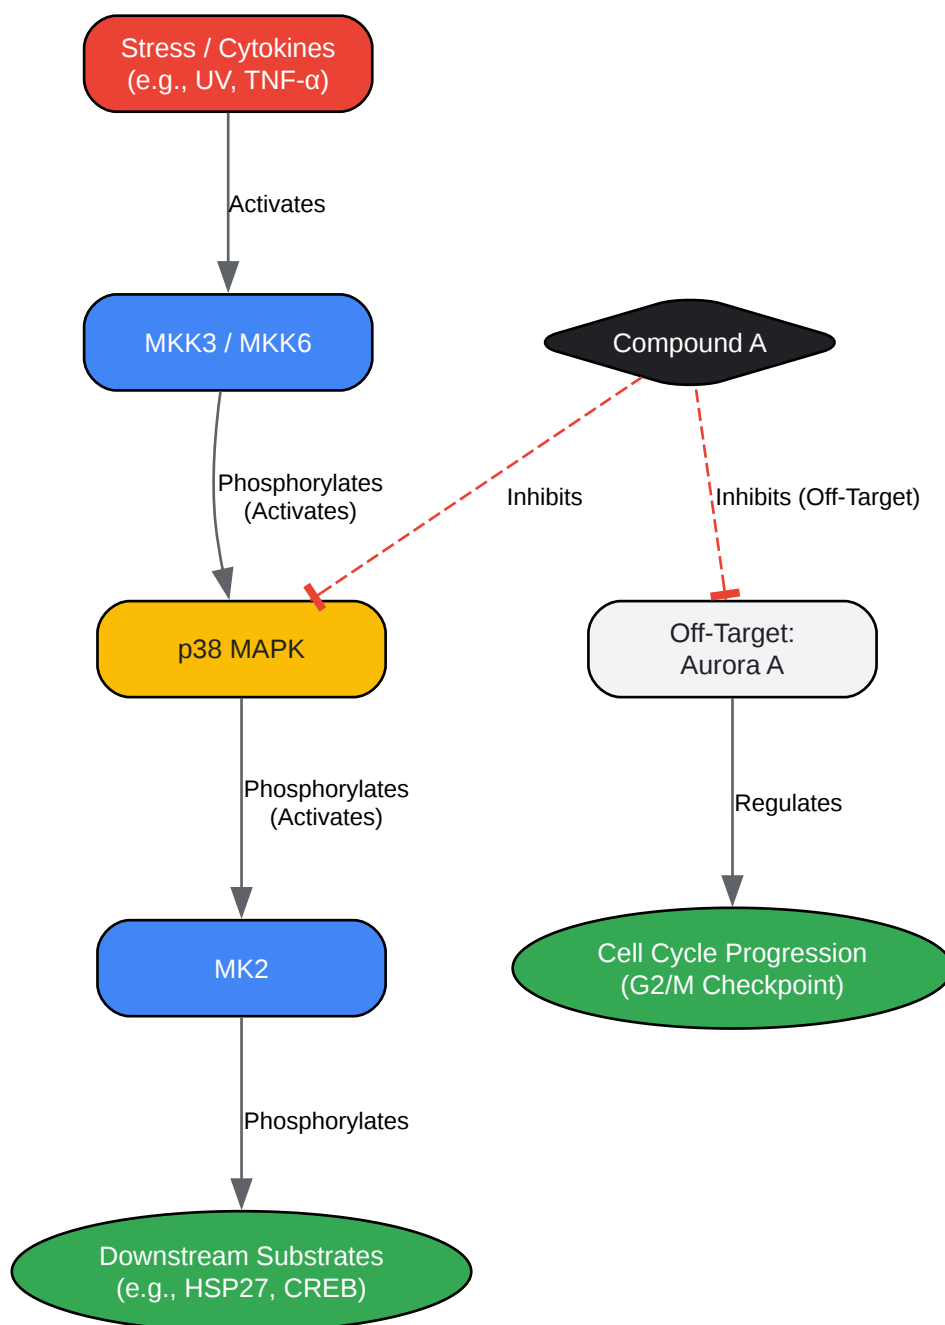 Stress / Cytokines
(e.g., UV, TNF-α)
Activates
MKK3 / MKK6
Compound A
Phosphorylates
(Activates)
Inhibits
Inhibits (Off-Target)
p38 MAPK
Off-Target:
Aurora A
Phosphorylates
(Activates)
Regulates
MK2
Cell Cycle Progression
(G2/M Checkpoint)
Phosphorylates
Downstream Substrates
(e.g., HSP27, CREB)